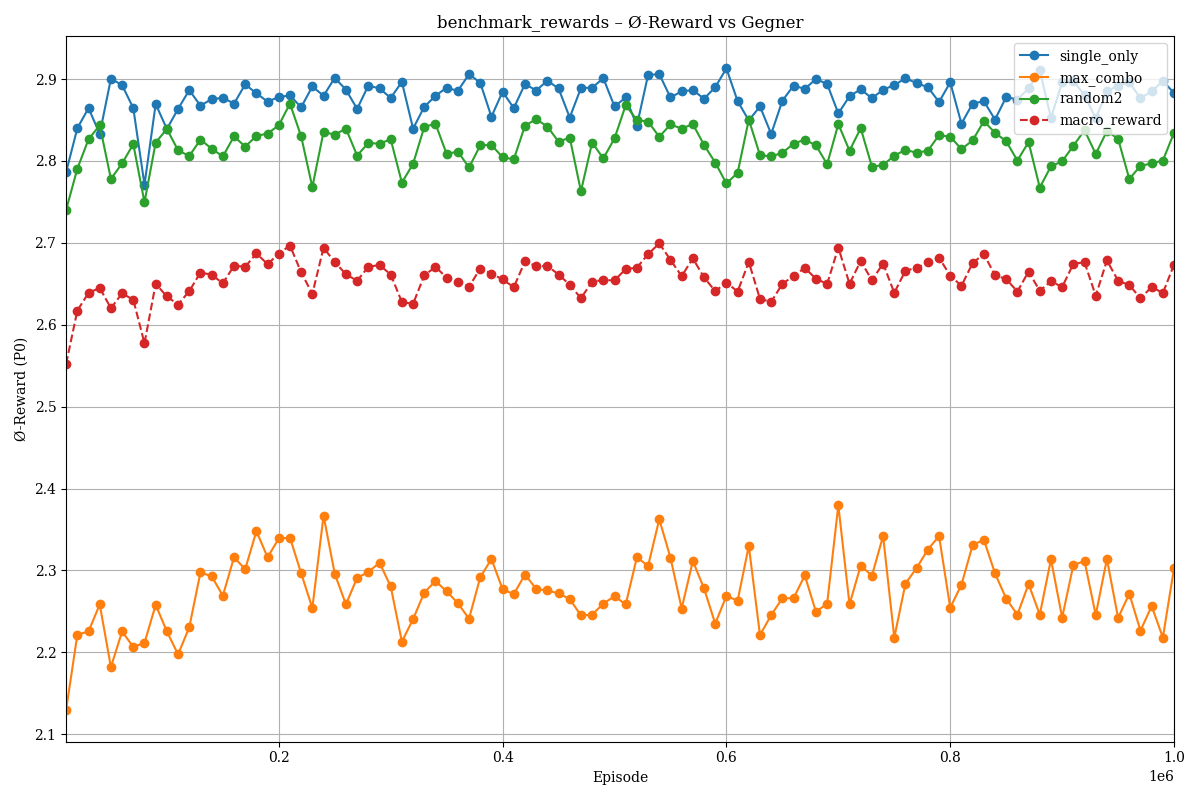 benchmark_rewards – Ø-Reward vs Gegner
single_only
max_combo
random2
macro_reward
2.9
2.8
2.7
2.6
2.5
2.4
2.3
2.2
2.1
Ø-Reward (P0)
0.2
0.4
0.6
0.8
1.0
1e6
Episode